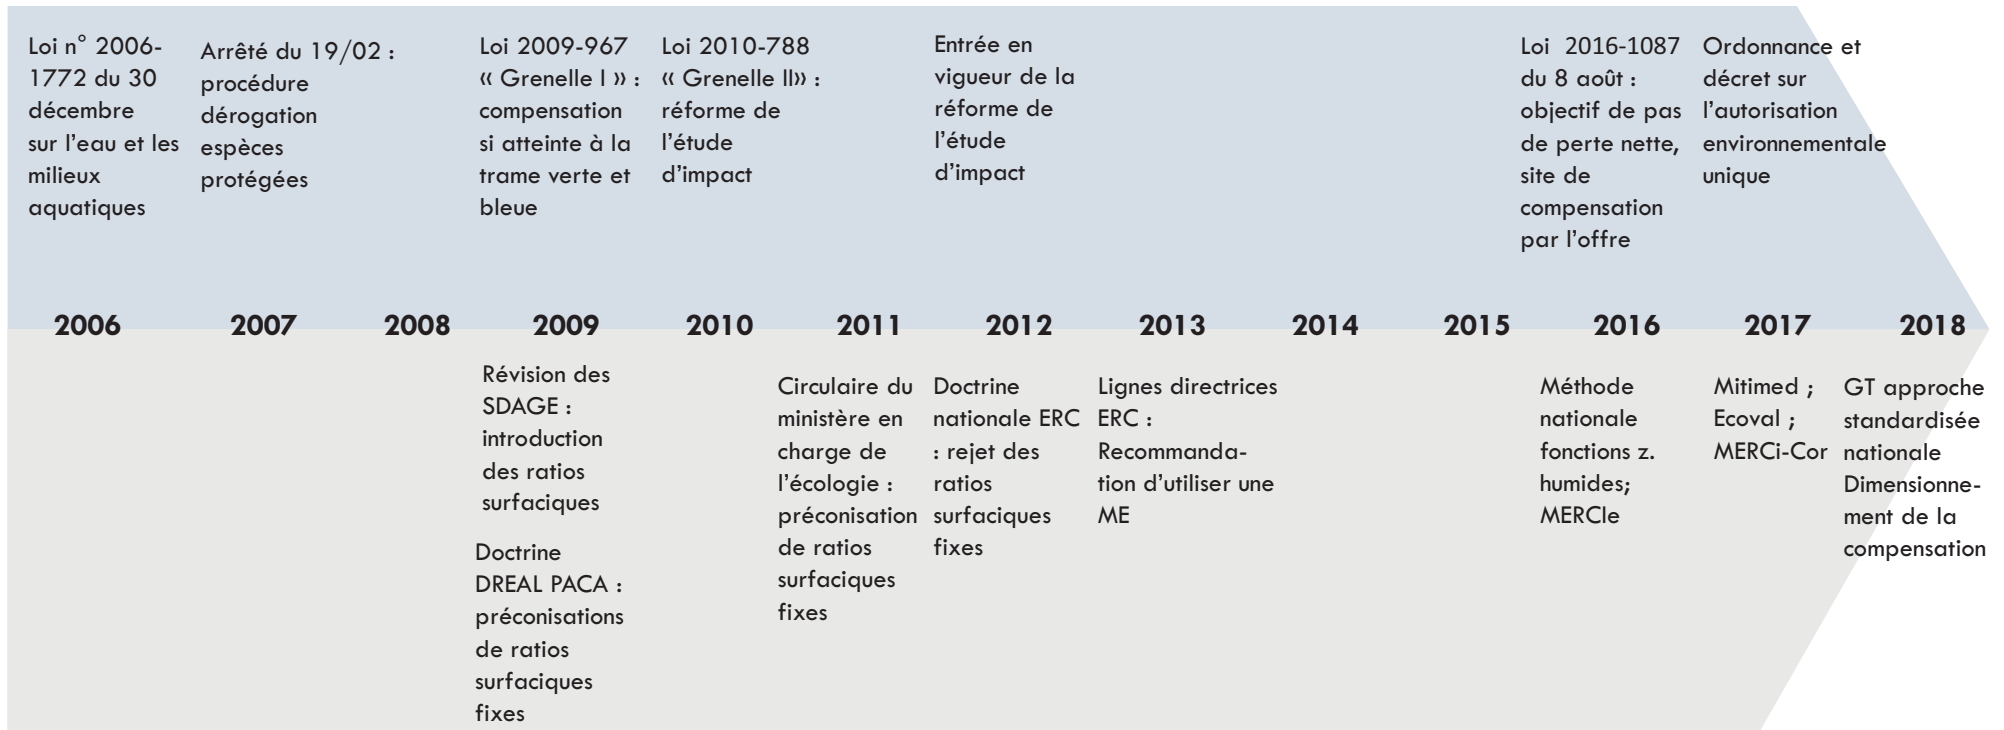 Loi n° 2006-
1772 du 30
décembre
sur l'eau et les
milieux
aquatiques
Arrêté du 19/02 :
procédure
dérogation
espèces
protégées
Loi 2009-967
« Grenelle I » :
compensation
si atteinte à la
trame verte et
bleue
Loi 2010-788
« Grenelle II» :
réforme de
l'étude
d'impact
Entrée en
vigueur de la
réforme de
l'étude
d'impact
Loi 2016-1087
du 8 août :
objectif de pas
de perte nette,
site de
compensation
par l'offre
Ordonnance et
décret sur
l'autorisation
environnementale
unique
2006 2007 2008 2009 2010 2011 2012 2013 2014 2015 2016 2017 2018
Révision des
SDAGE :
introduction
des ratios
surfaciques
Doctrine
DREAL PACA :
préconisations
de ratios
surfaciques
fixes
Circulaire du
ministère en
charge de
l'écologie :
préconisation
de ratios
surfaciques
fixes
Doctrine
nationale ERC
: rejet des
ratios
surfaciques
fixes
Lignes directrices
ERC :
Recommanda-
tion d'utiliser une
ME
Méthode
nationale
fonctions z.
humides;
MERCIe
Mitimed ;
Ecoval ;
MERCi-Cor
GT approche
standardisée
nationale
Dimensionne-
ment de la
compensation